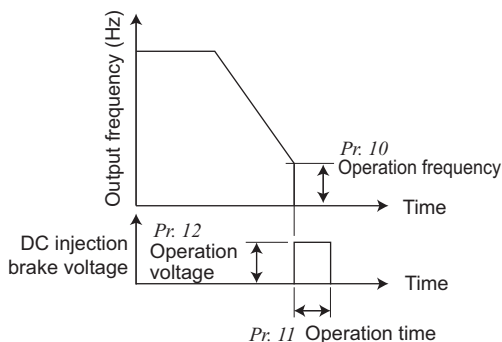 Output frequency (Hz)
Pr. 10
Operation frequency
Time
DC injection
brake voltage
Pr. 12
Operation
voltage
Time
Pr. 11 Operation time